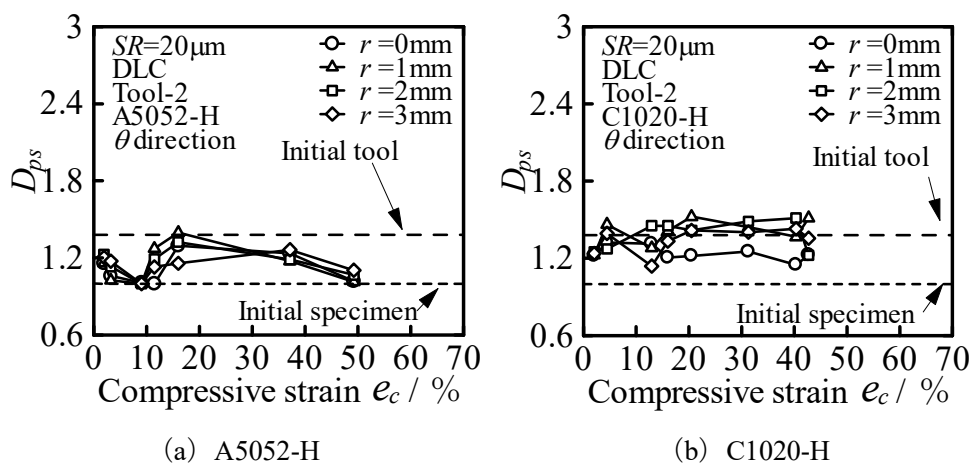 3
2.4
1.8
1.2
0.6
D_ps
SR=20μm
DLC
Tool-2
A5052-H
θ direction
r=0mm
r=1mm
r=2mm
r=3mm
Initial tool
Initial specimen
0 10 20 30 40 50 60 70
Compressive strain e_c / %
(a) A5052-H
3
2.4
1.8
1.2
0.6
D_ps
SR=20μm
DLC
Tool-2
C1020-H
θ direction
r=0mm
r=1mm
r=2mm
r=3mm
Initial tool
Initial specimen
0 10 20 30 40 50 60 70
Compressive strain e_c / %
(b) C1020-H